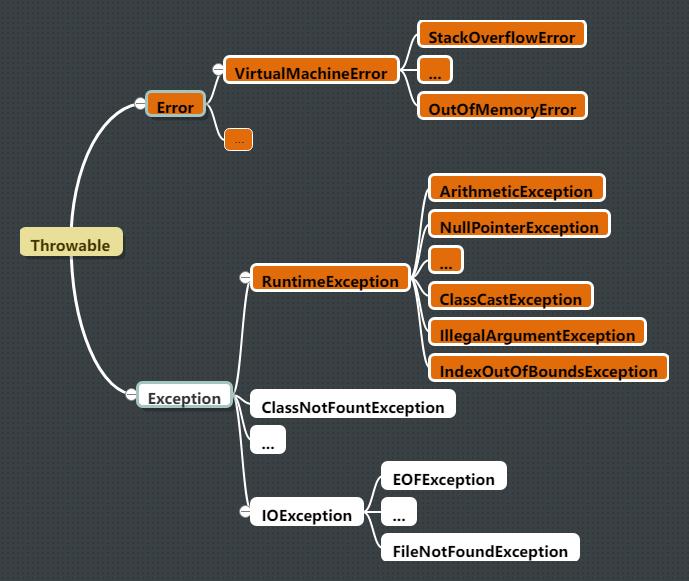 StackOverflowError
VirtualMachineError
...
Error
OutOfMemoryError
...
ArithmeticException
NullPointerException
Throwable
...
RuntimeException
ClassCastException
IllegalArgumentException
IndexOutOfBoundsException
Exception
ClassNotFountException
...
EOFException
IOException
...
FileNotFoundException